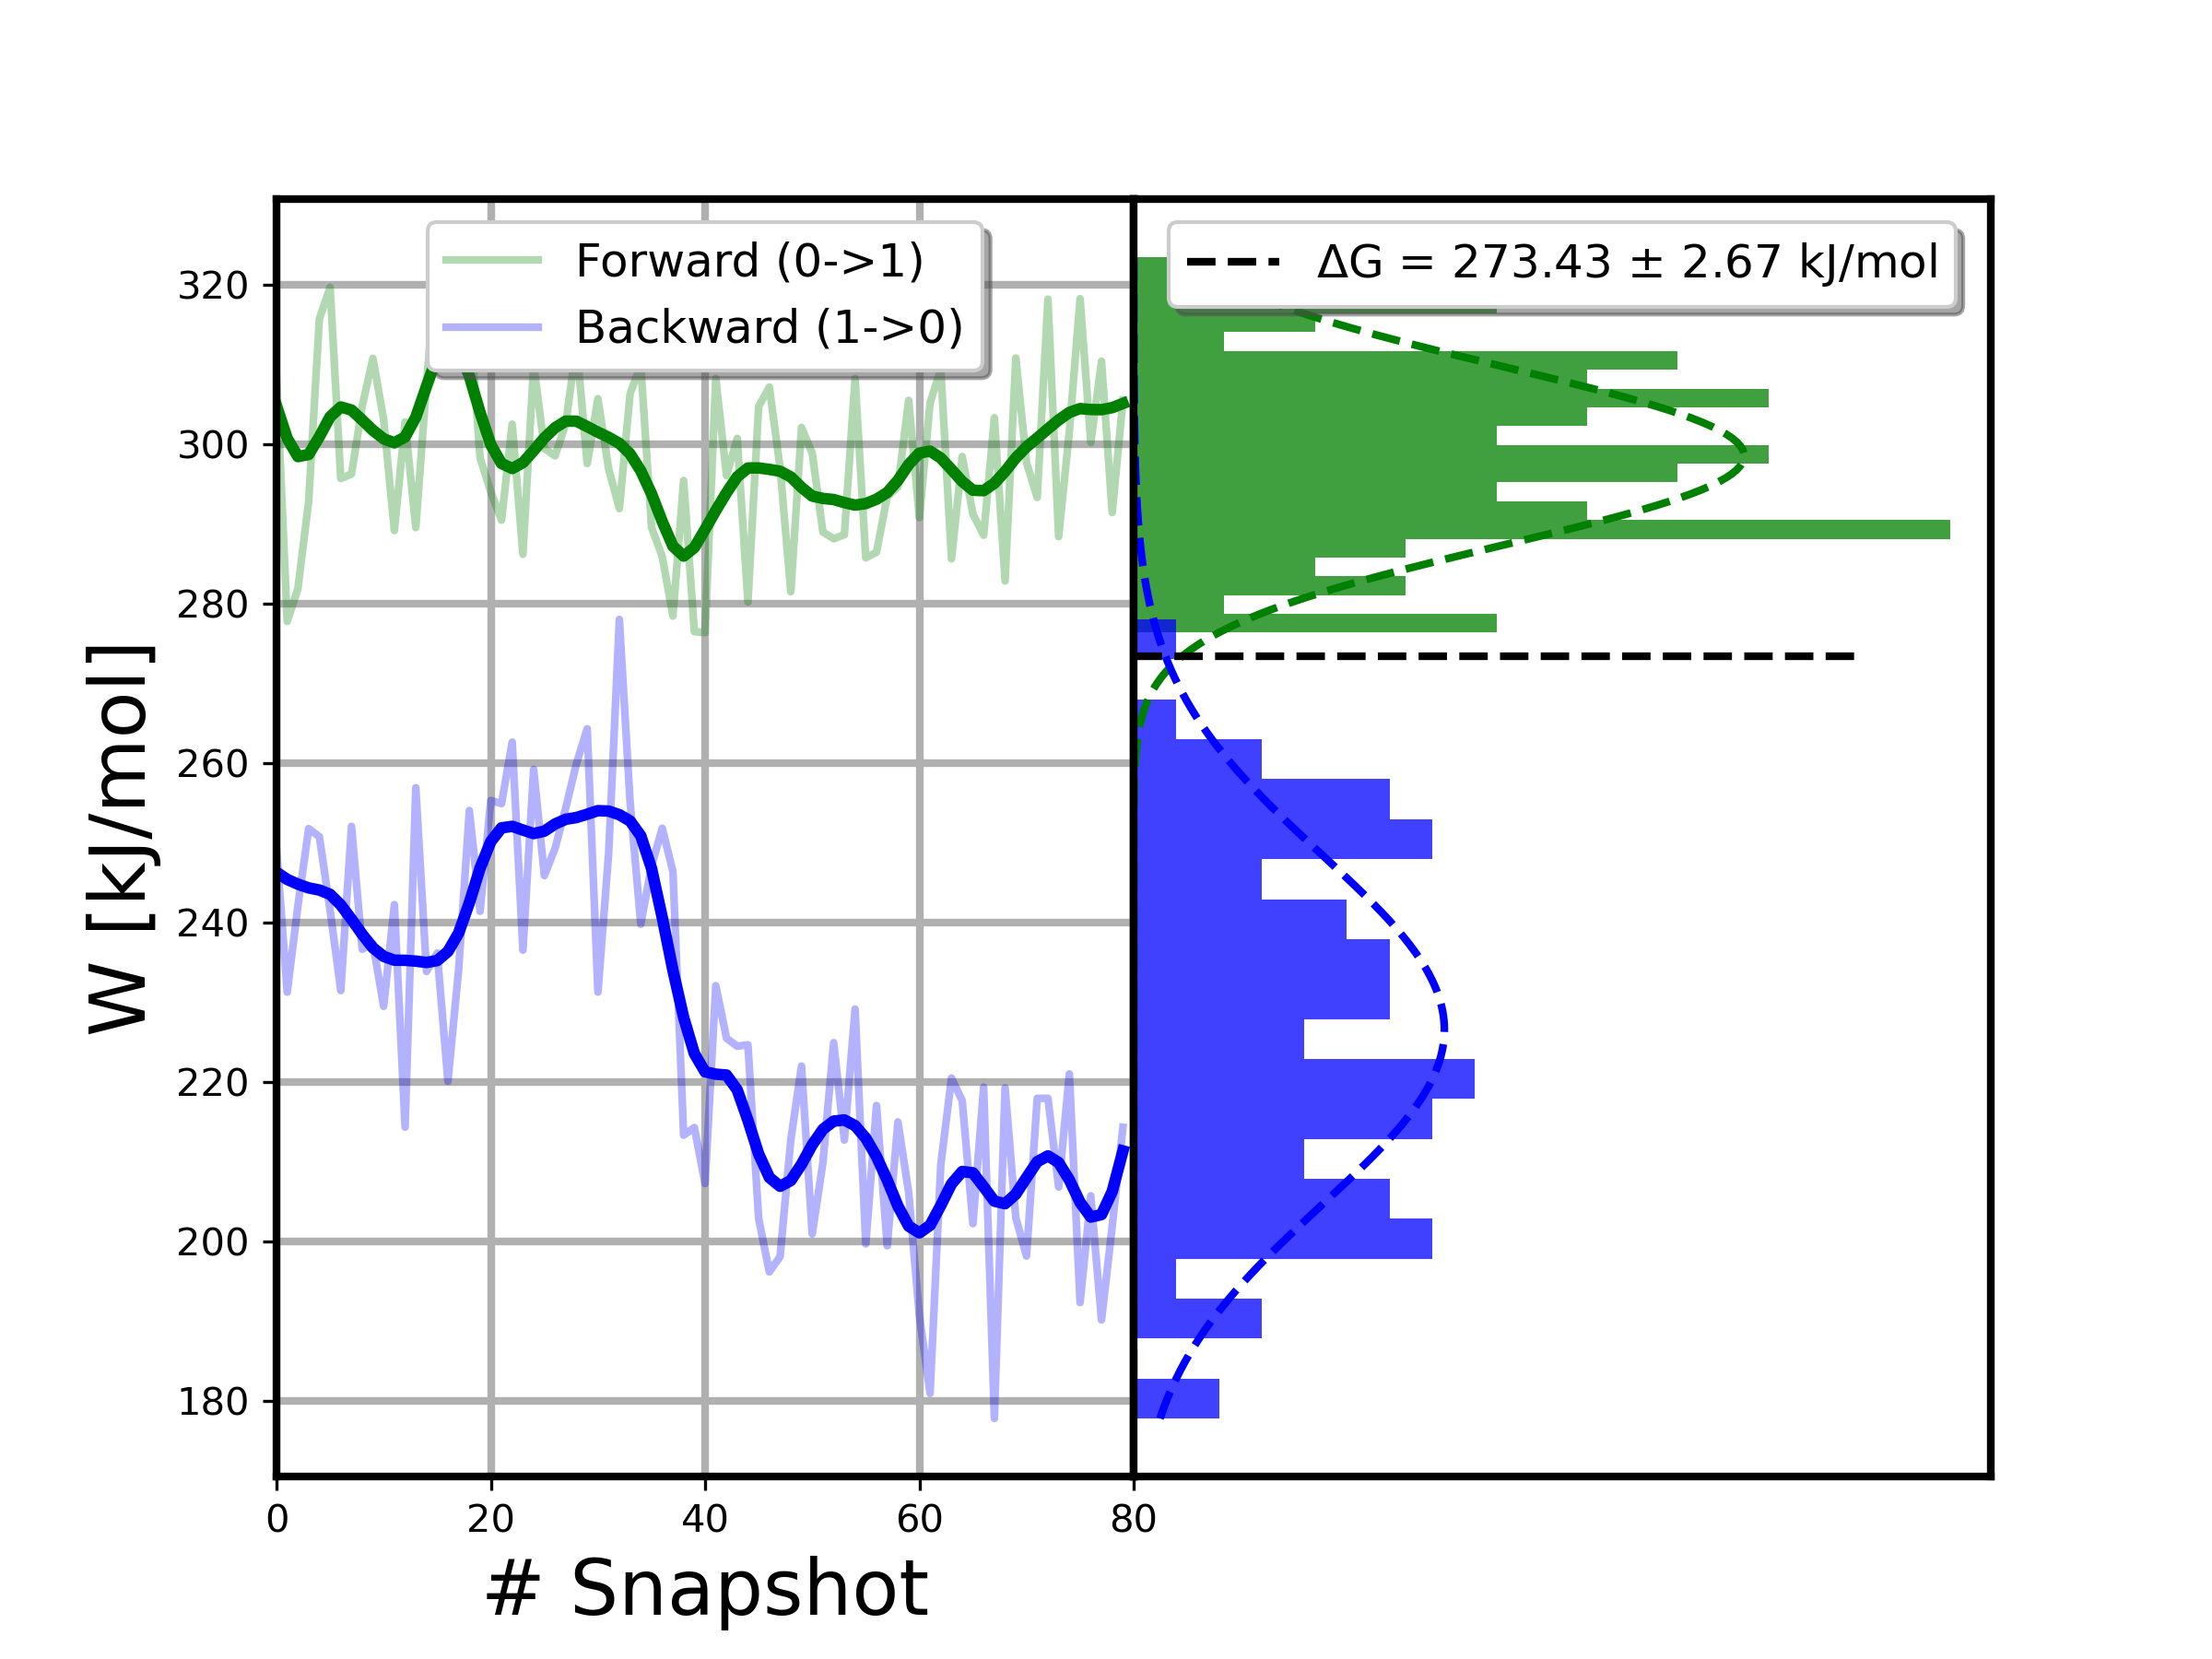 Forward (0->1)
Backward (1->0)
ΔG = 273.43 ± 2.67 kJ/mol
W [kJ/mol]
320
300
280
260
240
220
200
180
0 20 40 60 80
# Snapshot